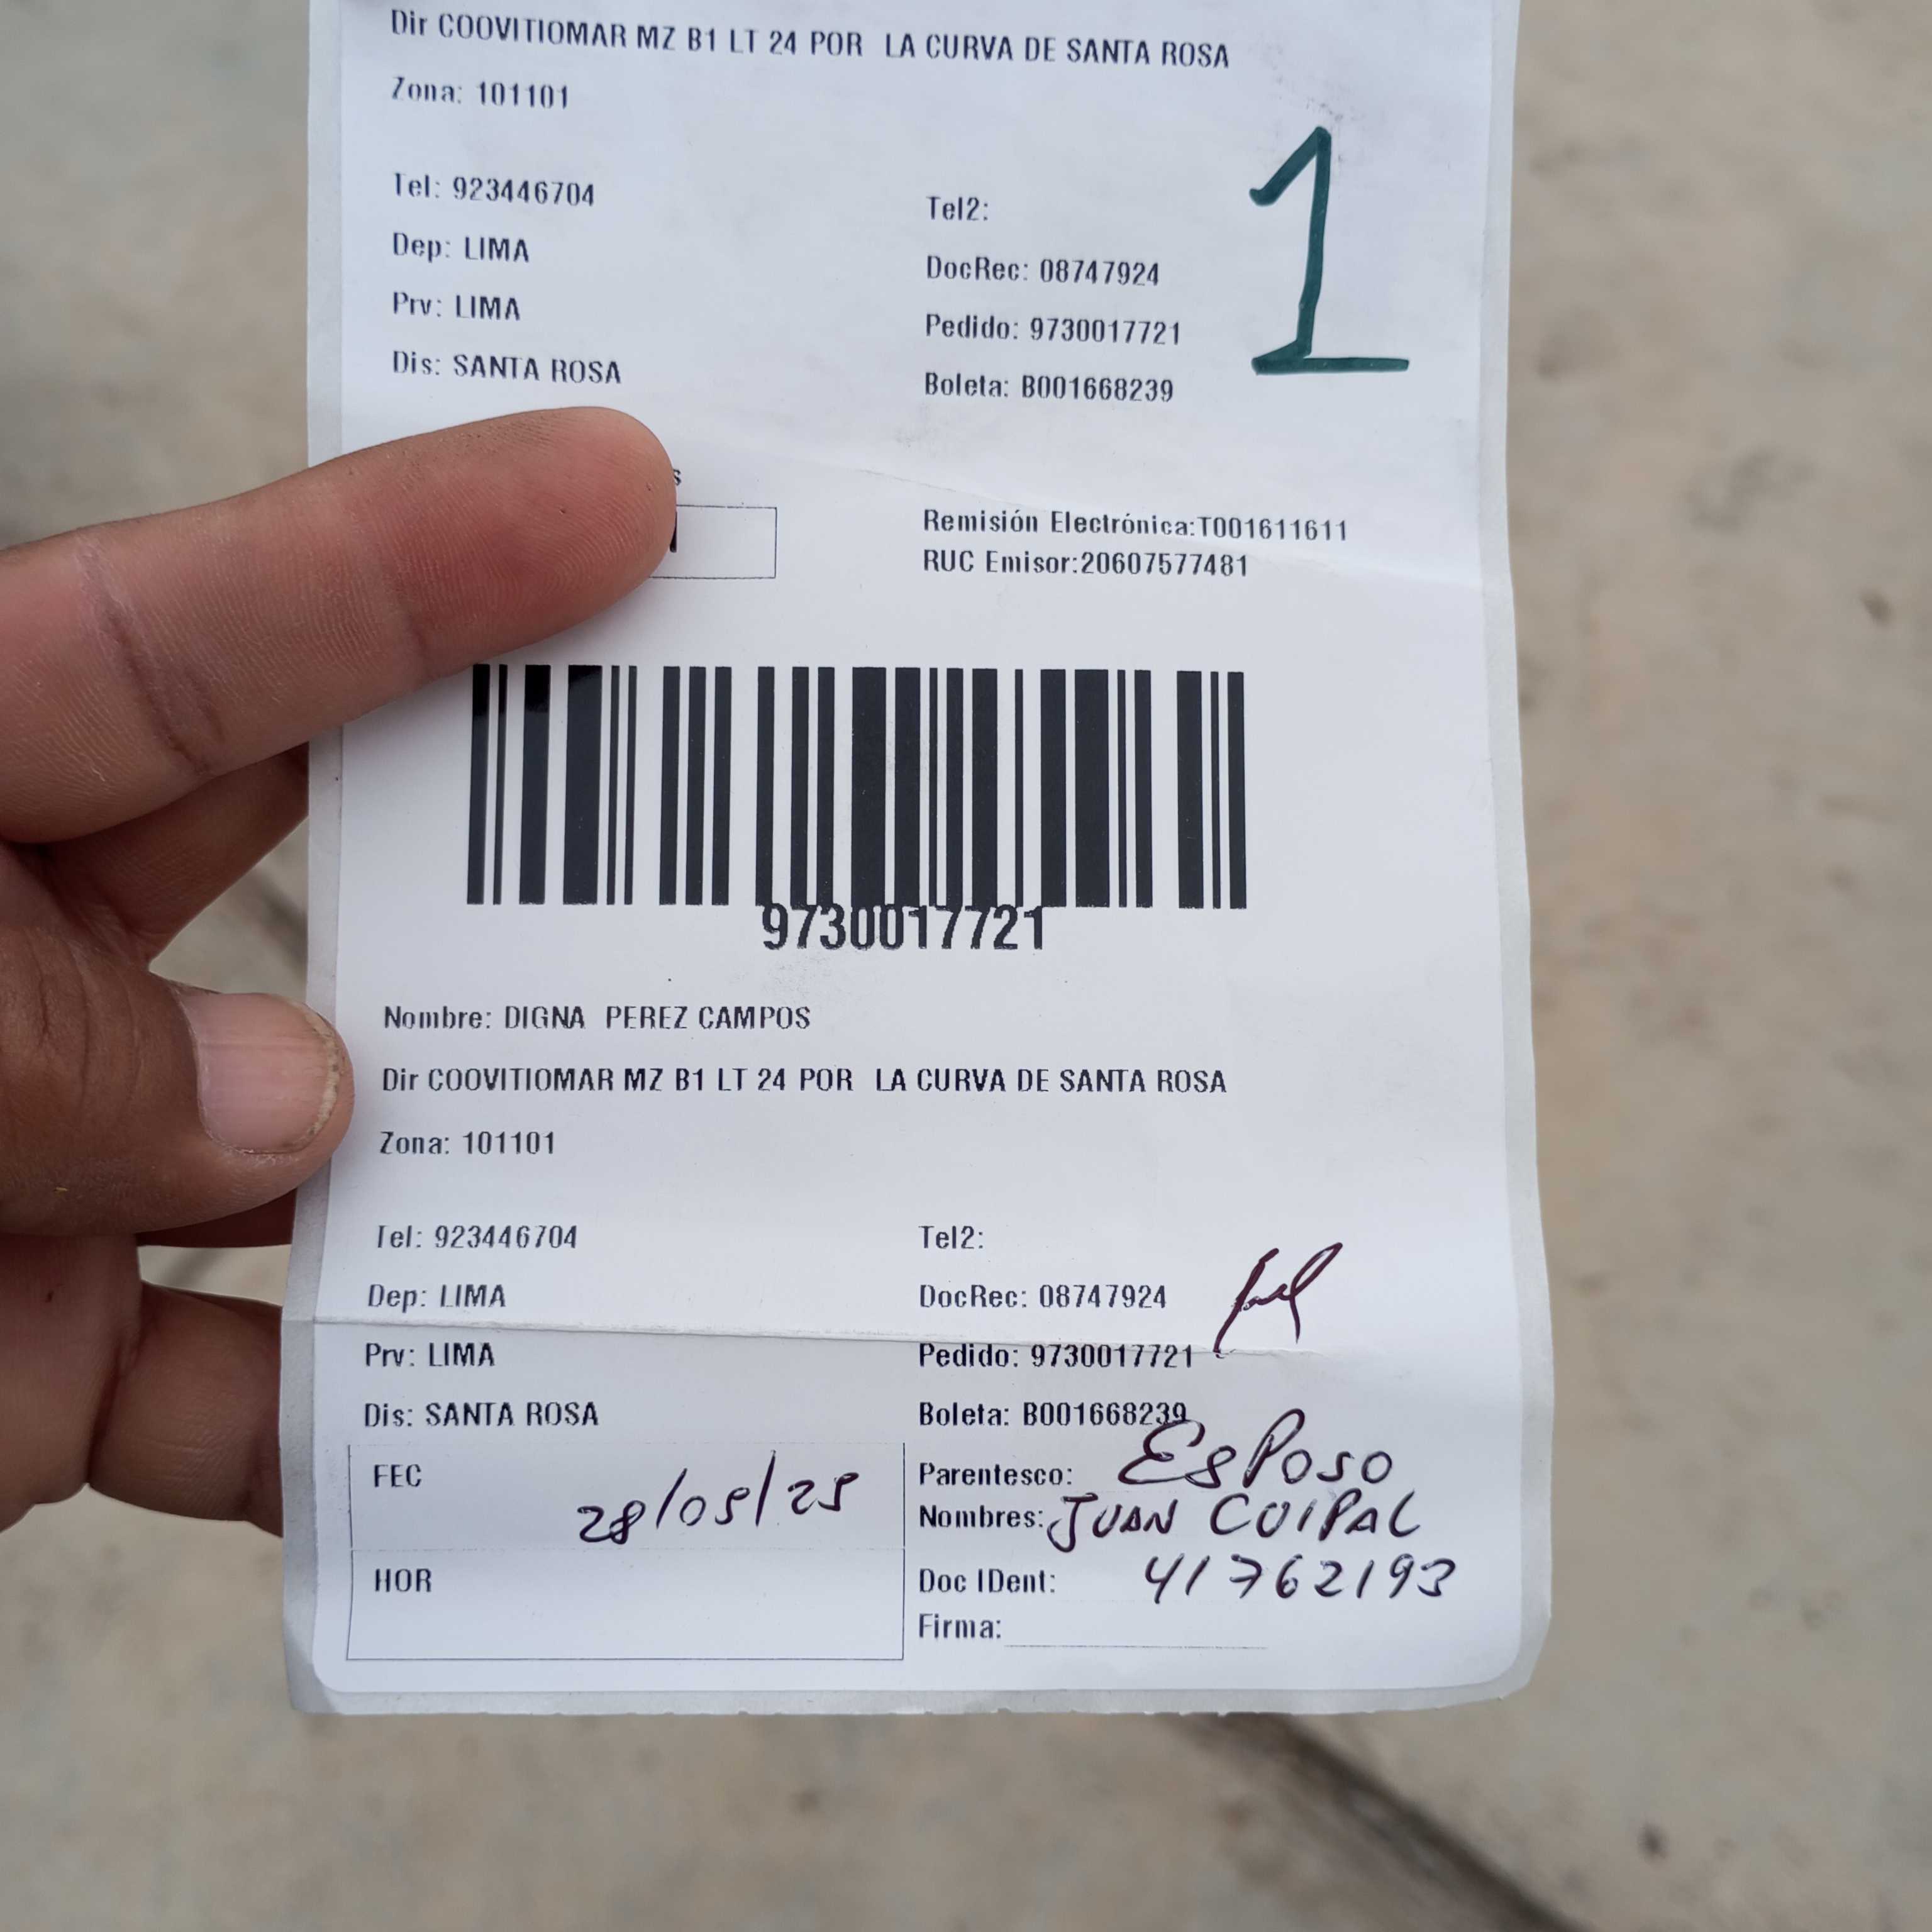 Dir COOVITIOMAR MZ B1 LT 24 POR LA CURVA DE SANTA ROSA
Zona: 101101
1
Tel: 923446704
Tel2:
Dep: LIMA
DocRec: 08747924
Prv: LIMA
Pedido: 9730017721
Dis: SANTA ROSA
Boleta: B001668239
Remisión Electrónica:T001611611
RUC Emisor:20607577481
9730017721
Nombre: DIGNA PEREZ CAMPOS
Dir COOVITIOMAR MZ B1 LT 24 POR LA CURVA DE SANTA ROSA
Zona: 101101
Tel: 923446704
Tel2:
Dep: LIMA
DocRec: 08747924
Prv: LIMA
Pedido: 9730017721
Dis: SANTA ROSA
Boleta: B001668239
FEC 28/05/25
Parentesco: ESPOSO
Nombres: JUAN COIPAL
HOR
Doc IDent: 41762193
Firma: